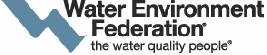 Water Environment
Federation®
the water quality people®